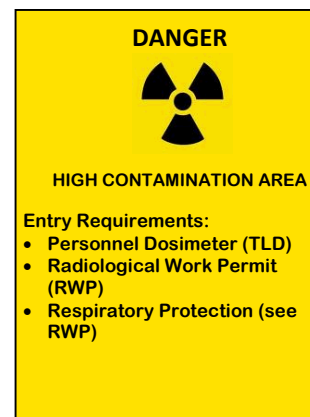 DANGER
HIGH CONTAMINATION AREA
Entry Requirements:
• Personnel Dosimeter (TLD)
• Radiological Work Permit
(RWP)
• Respiratory Protection (see
RWP)